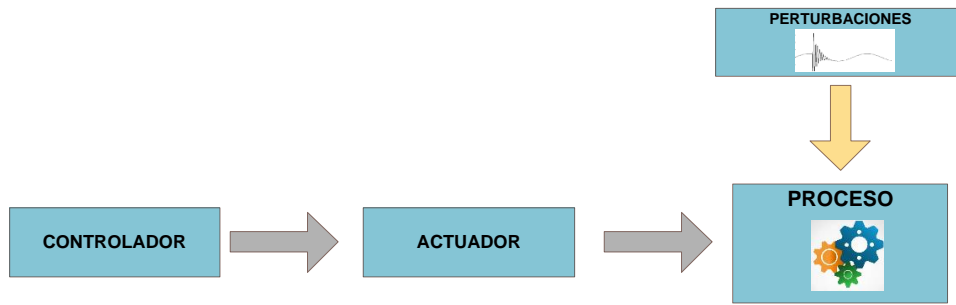 PERTURBACIONES
PROCESO
CONTROLADOR
ACTUADOR